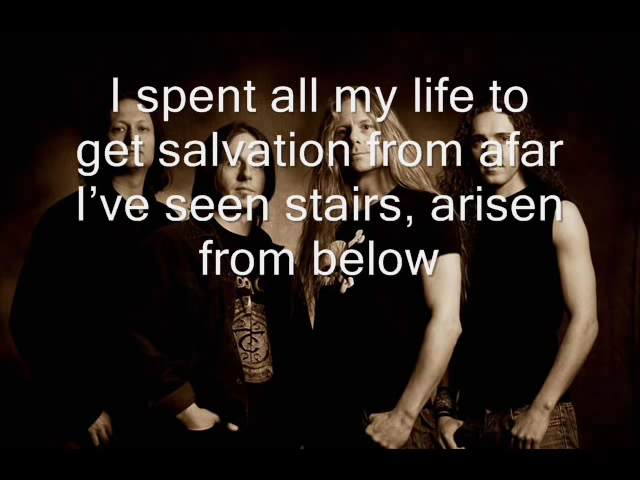 I spent all my life to
get salvation from afar
I’ve seen stairs, arisen
from below